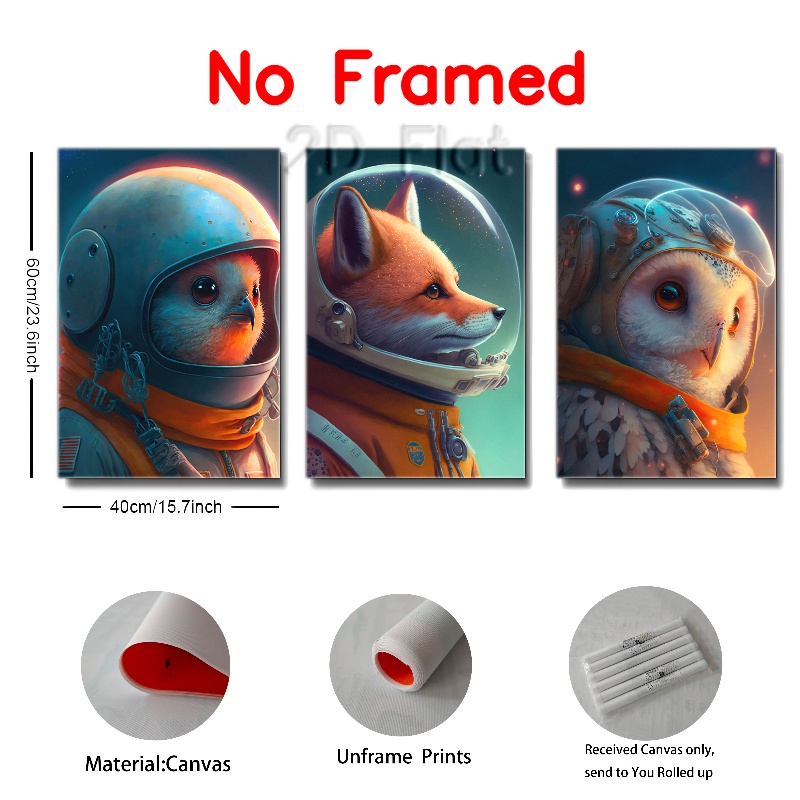 No Framed
2D Flat
60cm/23.6inch
40cm/15.7inch
Material:Canvas
Unframe Prints
Received Canvas only,
send to You Rolled up